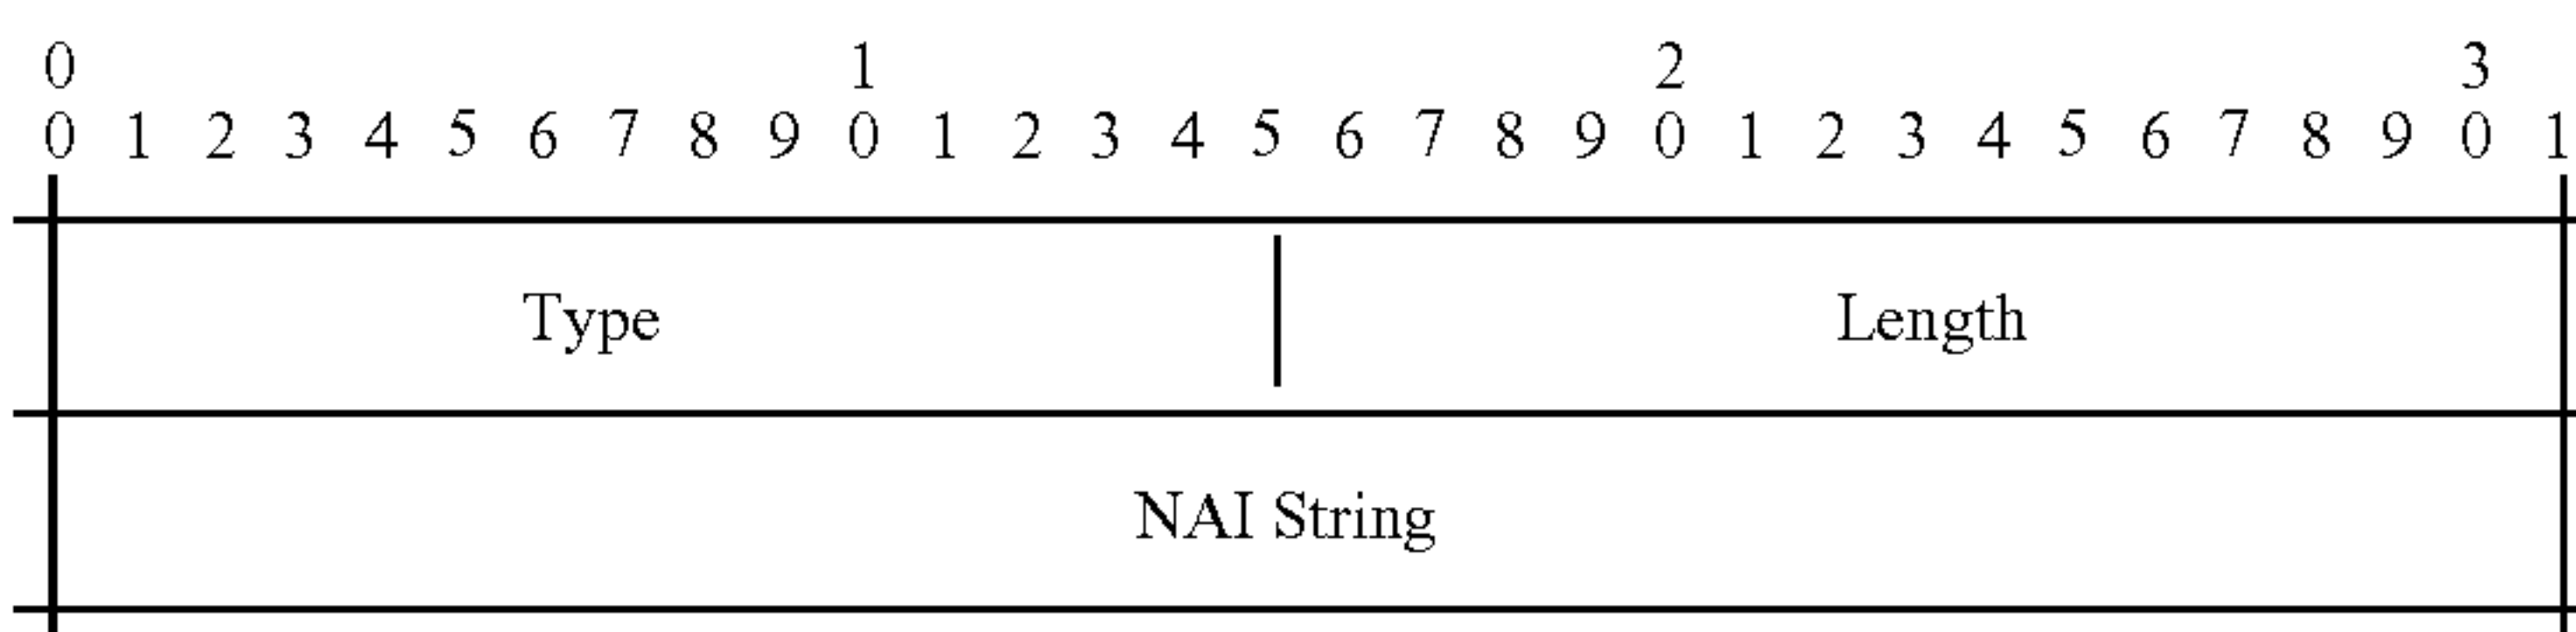 0 1 2 3
0 1 2 3 4 5 6 7 8 9 0 1 2 3 4 5 6 7 8 9 0 1 2 3 4 5 6 7 8 9 0 1
Type Length
NAI String